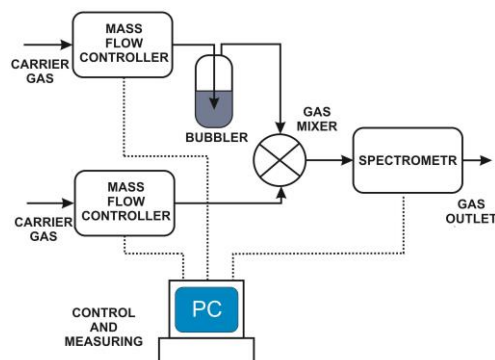 MASS
FLOW
CONTROLLER
CARRIER
GAS
BUBBLER
GAS
MIXER
SPECTROMETR
GAS
OUTLET
MASS
FLOW
CONTROLLER
CARRIER
GAS
CONTROL
AND
MEASURING
PC